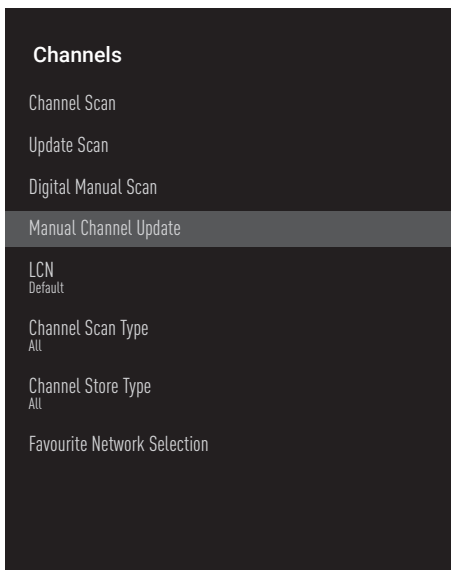 Channels
Channel Scan
Update Scan
Digital Manual Scan
Manual Channel Update
LCN
Default
Channel Scan Type
All
Channel Store Type
All
Favourite Network Selection